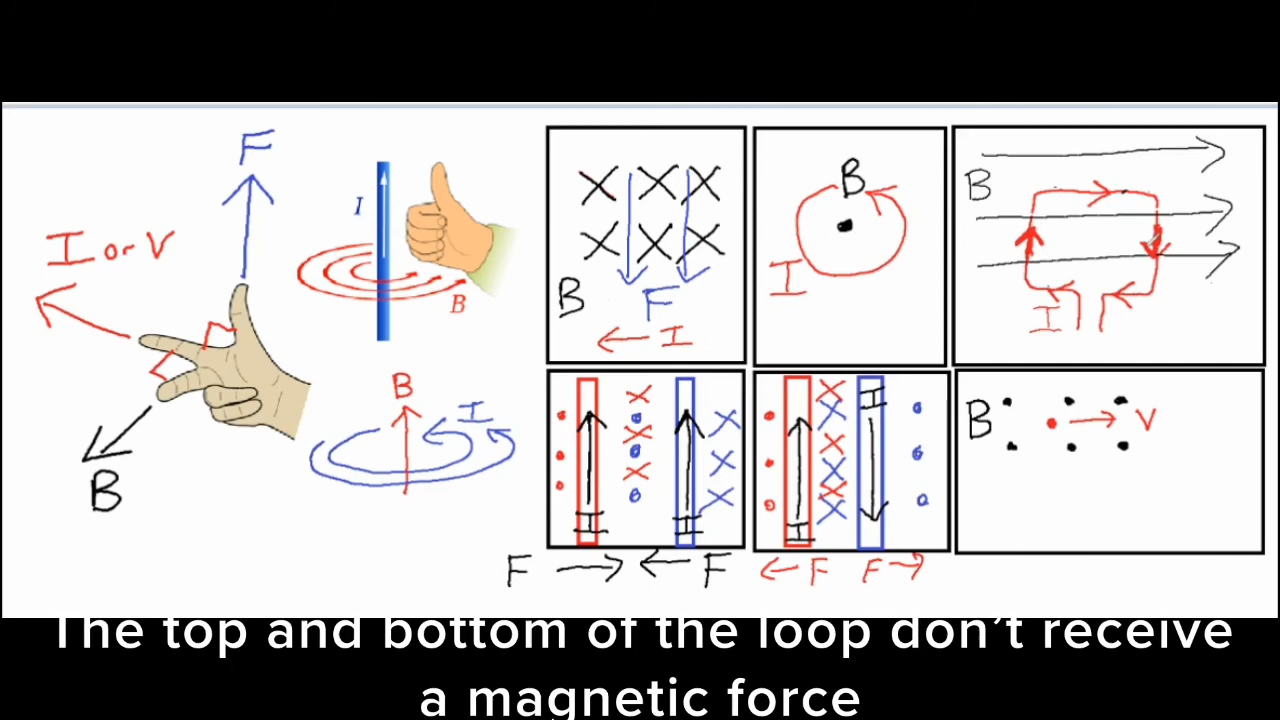 F
I or V
B
I
B
B
I
B
F
← I
B
I
B
I
I
I
I
I
F → ← F
← F F →
B
V
The top and bottom of the loop don't receive
a magnetic force